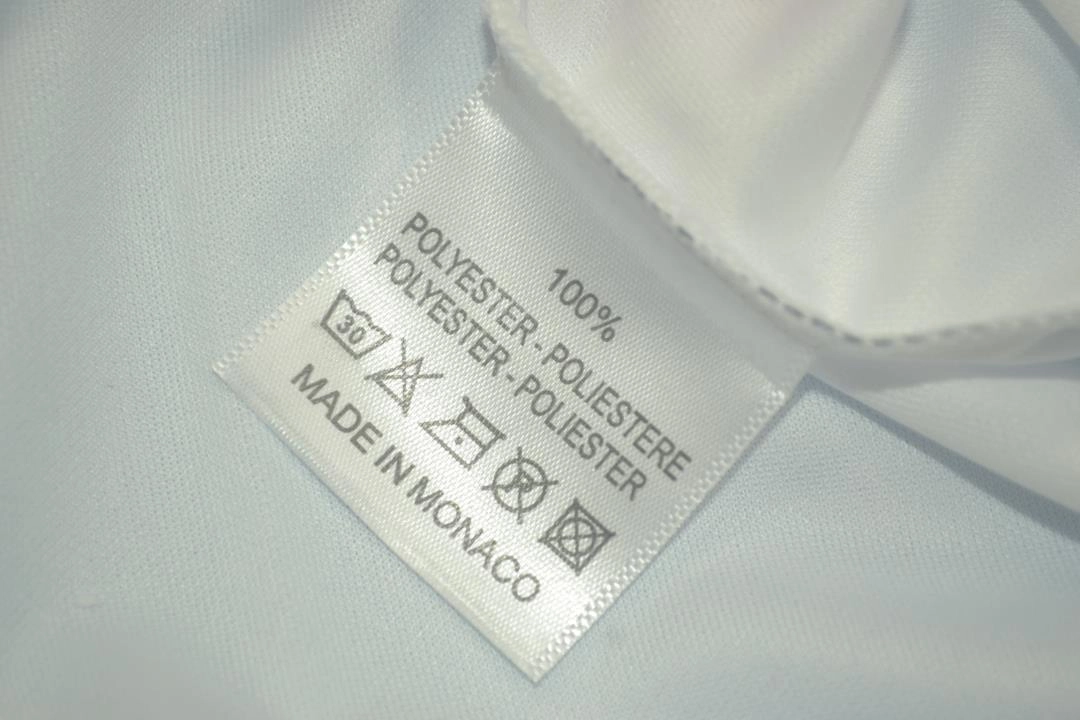 100%
POLYESTER - POLIESTERE
POLYESTER - POLIESTER
30 P
MADE IN MONACO